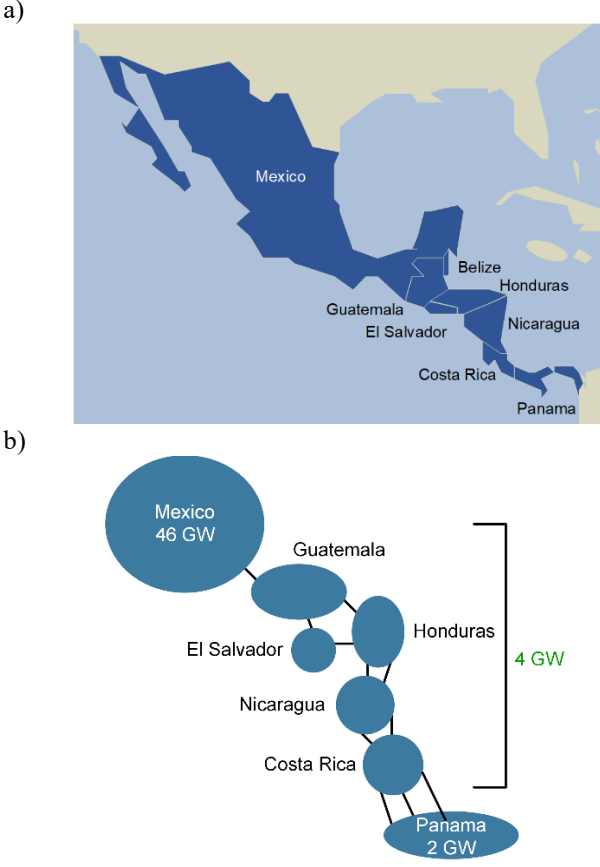 a)
Mexico
Belize
Honduras
Guatemala
El Salvador
Nicaragua
Costa Rica
Panama
b)
Mexico
46 GW
Guatemala
El Salvador
Honduras
4 GW
Nicaragua
Costa Rica
Panama
2 GW